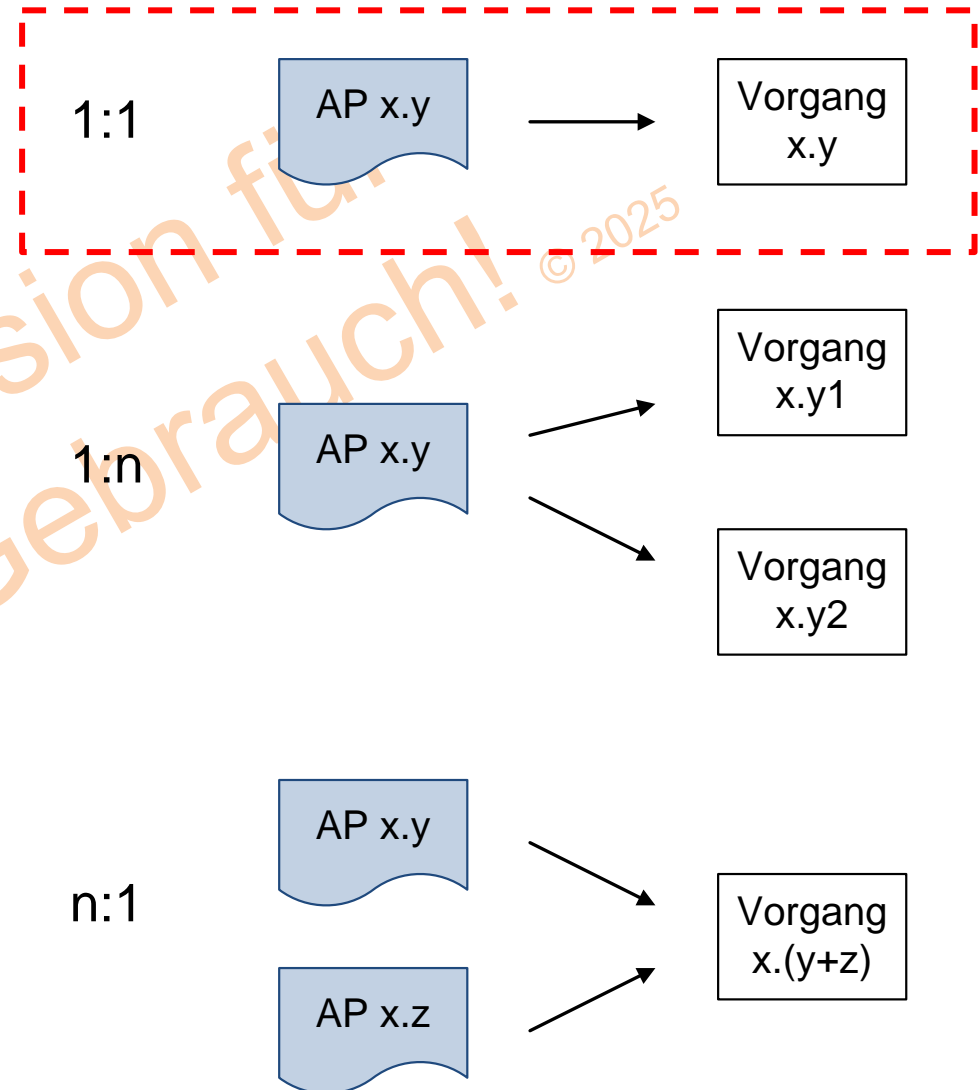 1:1
AP x.y
Vorgang
x.y
sion für
Gebrauch! © 2025
1:n
AP x.y
Vorgang
x.y1
Vorgang
x.y2
n:1
AP x.y
AP x.z
Vorgang
x.(y+z)